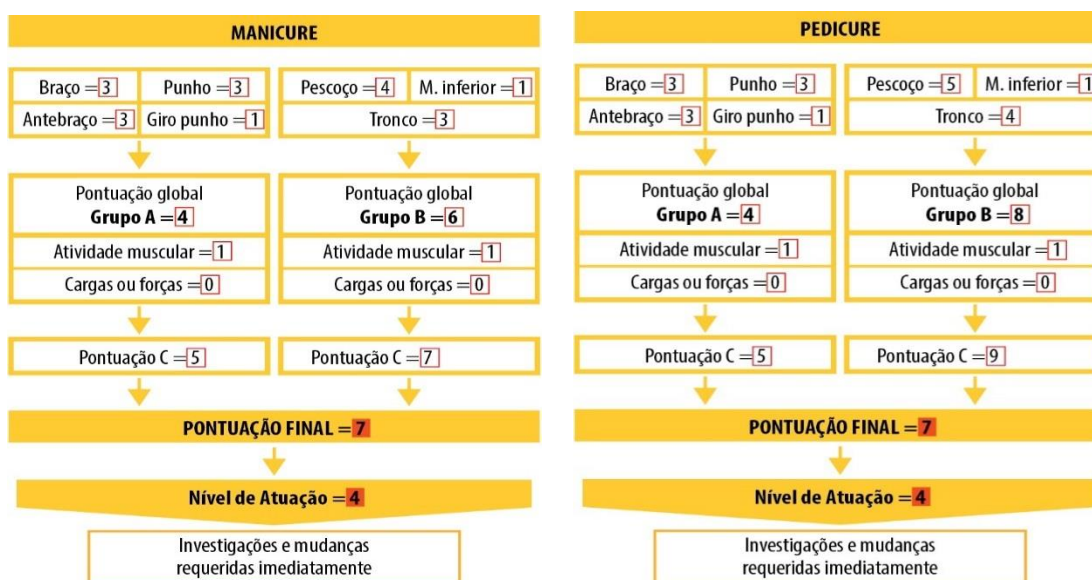 MANICURE
Braço = 3
Punho = 3
Antebraço = 3
Giro punho = 1
Pescoço = 4
M. inferior = 1
Tronco = 3
Pontuação global
Grupo A = 4
Atividade muscular = 1
Cargas ou forças = 0
Pontuação global
Grupo B = 6
Atividade muscular = 1
Cargas ou forças = 0
Pontuação C = 5
Pontuação C = 7
PONTUAÇÃO FINAL = 7
Nível de Atuação = 4
Investigações e mudanças
requeridas imediatamente
PEDICURE
Braço = 3
Punho = 3
Antebraço = 3
Giro punho = 1
Pescoço = 5
M. inferior = 1
Tronco = 4
Pontuação global
Grupo A = 4
Atividade muscular = 1
Cargas ou forças = 0
Pontuação global
Grupo B = 8
Atividade muscular = 1
Cargas ou forças = 0
Pontuação C = 5
Pontuação C = 9
PONTUAÇÃO FINAL = 7
Nível de Atuação = 4
Investigações e mudanças
requeridas imediatamente